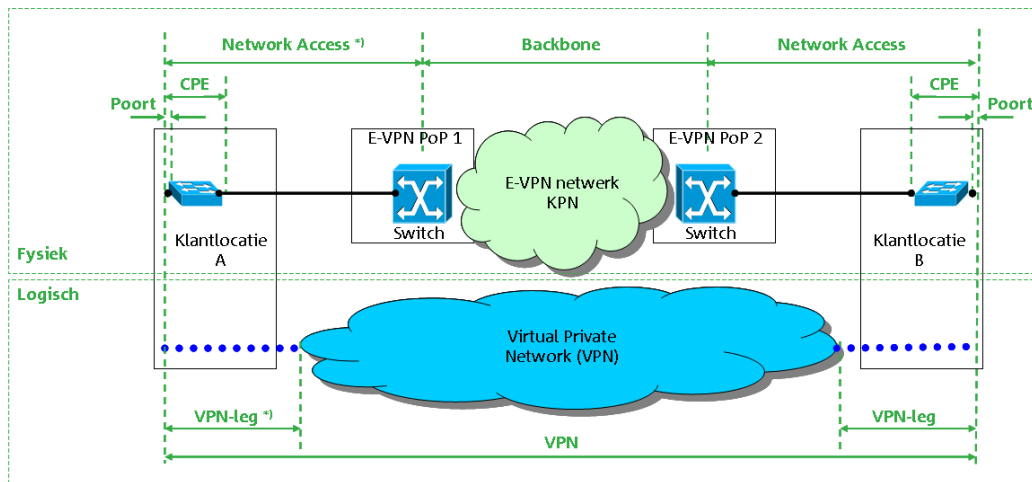 Network Access *)
Backbone
Network Access
CPE
CPE
Poort
Poort
E-VPN PoP 1
E-VPN PoP 2
E-VPN netwerk
KPN
Switch
Switch
Klantlocatie
A
Klantlocatie
B
Fysiek
Logisch
Virtual Private
Network (VPN)
VPN-leg *)
VPN-leg
VPN